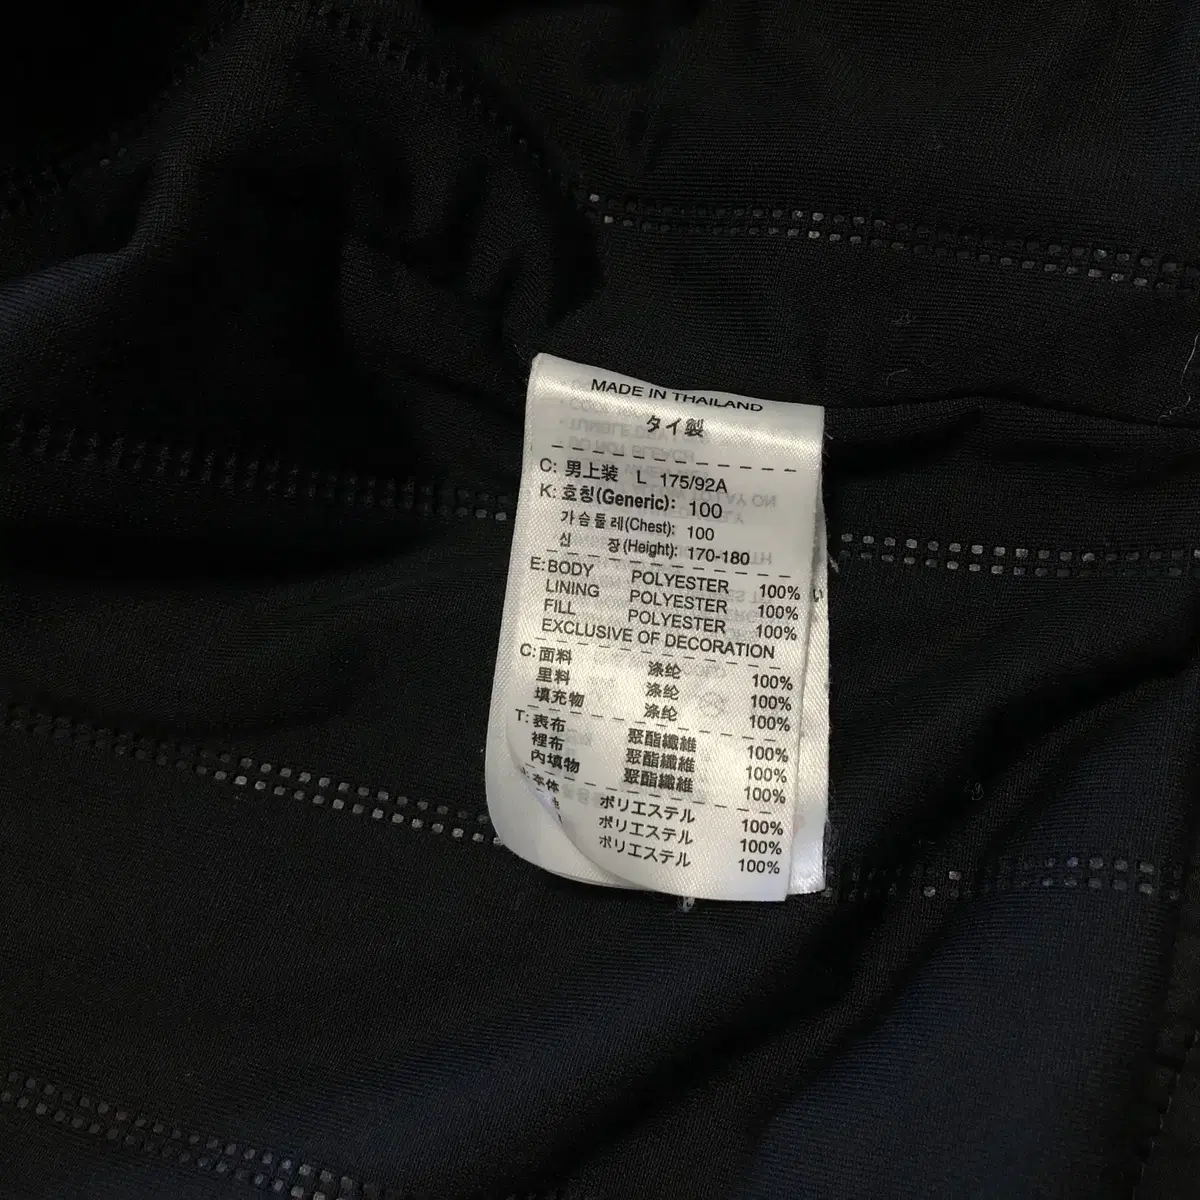 MADE IN THAILAND
タイ製
C: 男上装 L 175/92A
K: 호칭(Generic): 100
가슴둘레(Chest): 100
신 장(Height): 170-180
E: BODY POLYESTER 100%
LINING POLYESTER 100%
FILL POLYESTER 100%
EXCLUSIVE OF DECORATION
C: 面料 涤纶 100%
里料 涤纶 100%
填充物 涤纶 100%
T: 表布 聚酯纖維 100%
裡布 聚酯纖維 100%
內填物 聚酯纖維 100%
本体 ポリエステル 100%
ポリエステル 100%
ポリエステル 100%